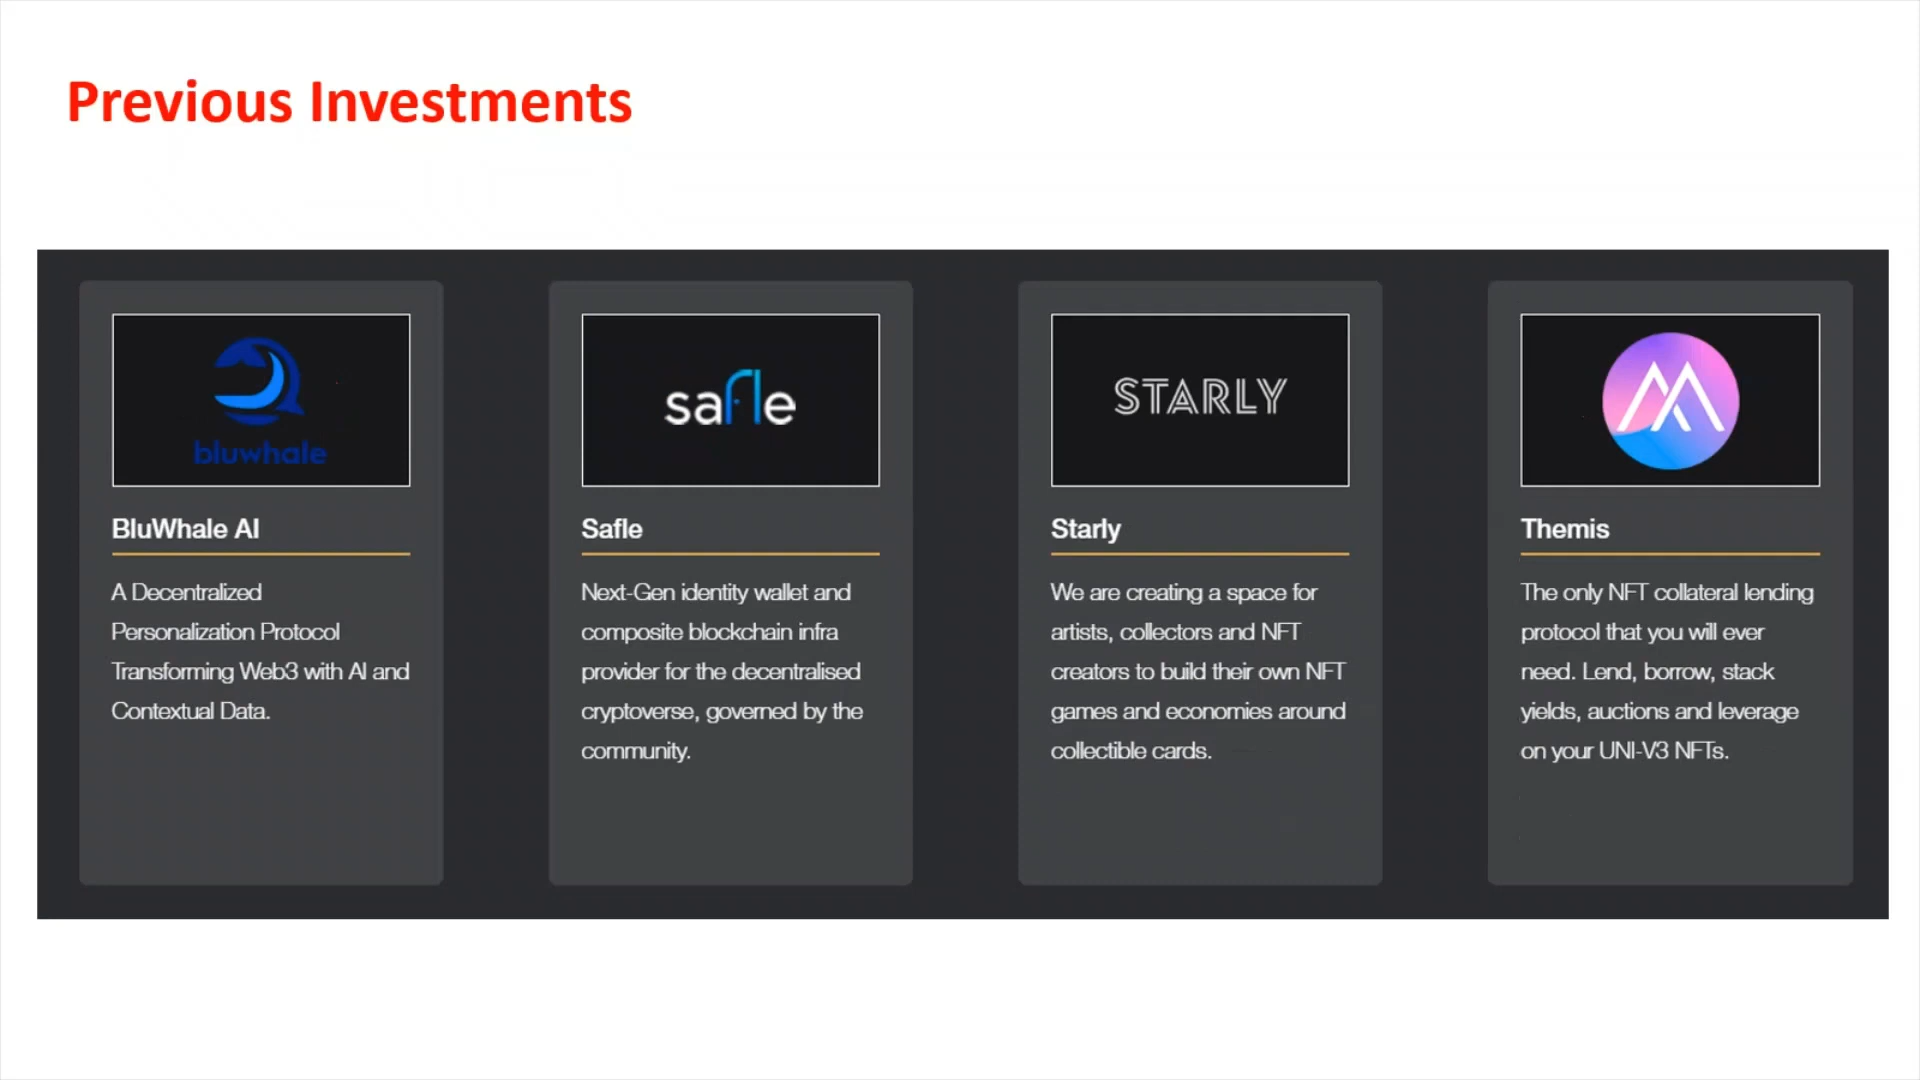 Previous Investments
bluwhale
BluWhale AI
A Decentralized
Personalization Protocol
Transforming Web3 with AI and
Contextual Data.
safle
Safle
Next-Gen identity wallet and
composite blockchain infra
provider for the decentralised
cryptoverse, governed by the
community.
STARLY
Starly
We are creating a space for
artists, collectors and NFT
creators to build their own NFT
games and economies around
collectible cards.
Themis
The only NFT collateral lending
protocol that you will ever
need. Lend, borrow, stack
yields, auctions and leverage
on your UNI-V3 NFTs.